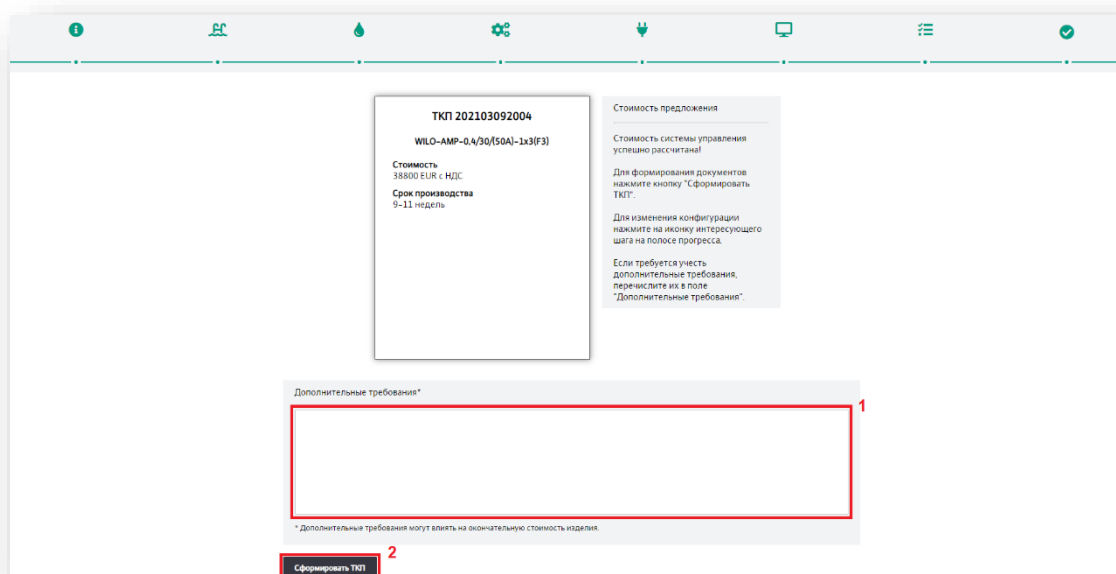 ТКП 202103092004
WILO-AMP-0.4/30/(50A)-1x3(F3)
Стоимость
38800 EUR с НДС
Срок производства
9-11 недель
Стоимость предложения
Стоимость системы управления
успешно рассчитана!
Для формирования документов
нажмите кнопку "Сформировать
ТКП".
Для изменения конфигурации
нажмите на иконку интересующего
шага на полосе прогресса.
Если требуется учесть
дополнительные требования,
перечислите их в поле
"Дополнительные требования".
Дополнительные требования*
1
* Дополнительные требования могут влиять на окончательную стоимость изделия.
2
Сформировать ТКП